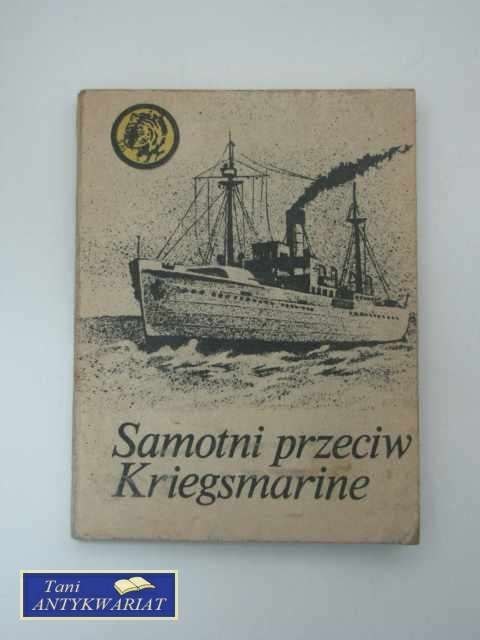 Samotni przeciw
Kriegsmarine
Tani
ANTYKWARIAT